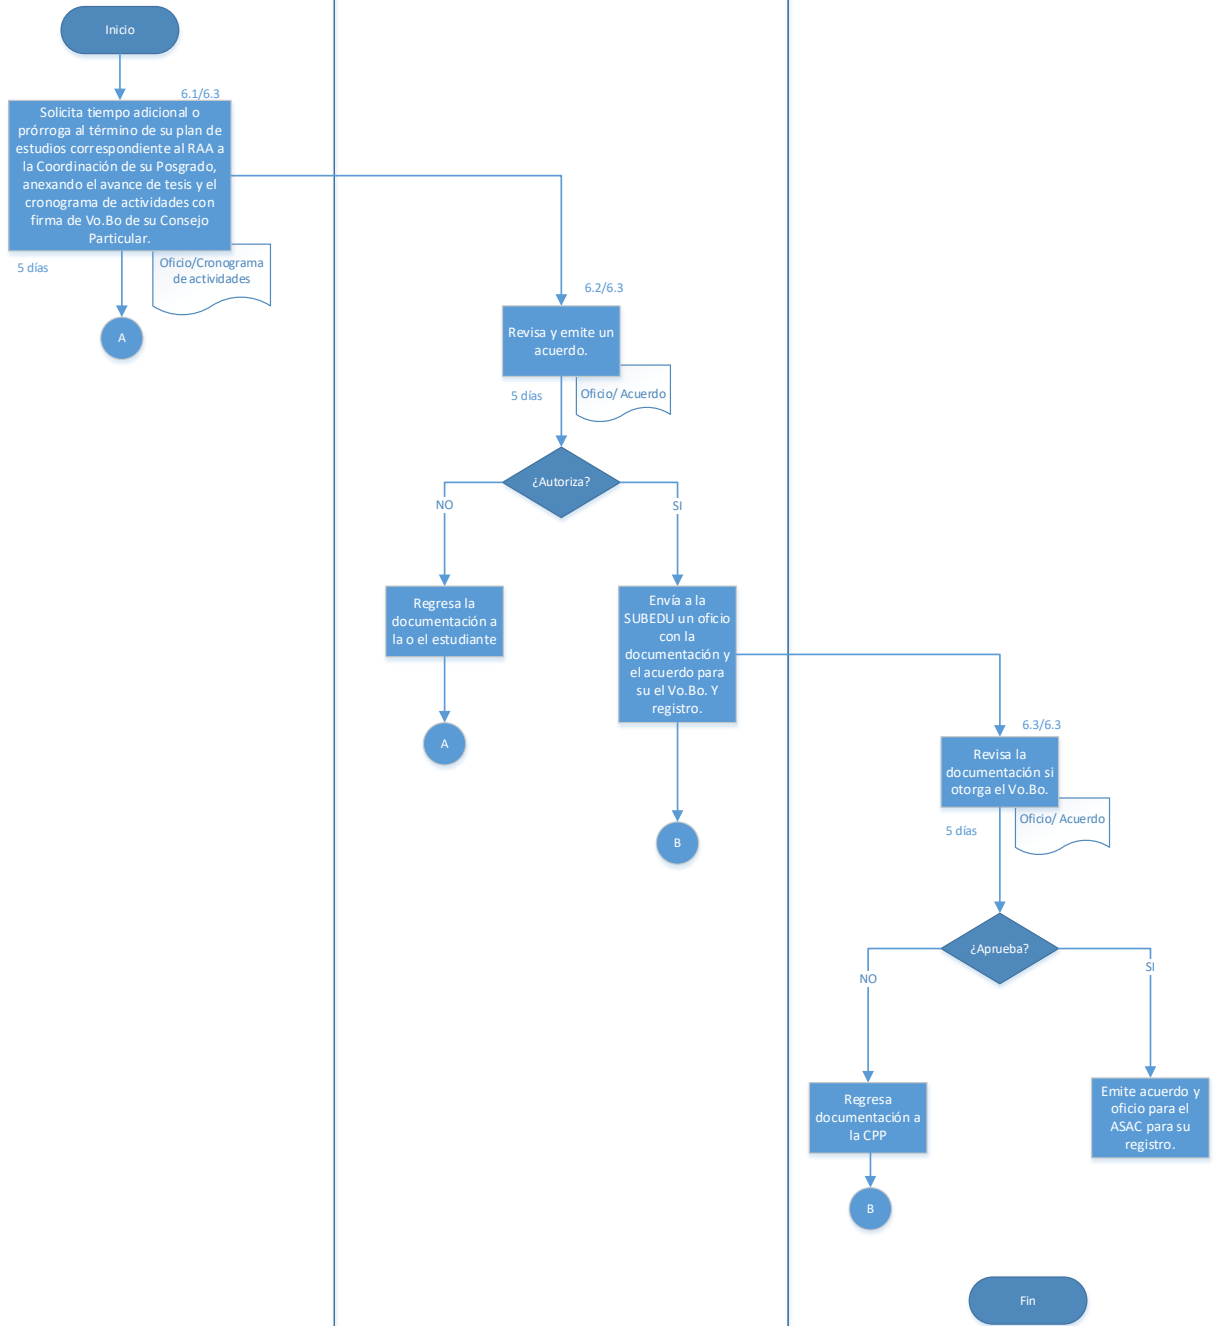 Inicio
6.1/6.3
Solicita tiempo adicional o
prórroga al término de su plan de
estudios correspondiente al RAA a
la Coordinación de su Posgrado,
anexando el avance de tesis y el
cronograma de actividades con
firma de Vo.Bo de su Consejo
Particular.
5 días
Oficio/Cronograma
de actividades
A
6.2/6.3
Revisa y emite un
acuerdo.
5 días
Oficio/ Acuerdo
¿Autoriza?
NO
SI
Regresa la
documentación a
la o el estudiante
A
Envía a la
SUBEDU un oficio
con la
documentación y
el acuerdo para
su el Vo.Bo. Y
registro.
B
6.3/6.3
Revisa la
documentación si
otorga el Vo.Bo.
5 días
Oficio/ Acuerdo
¿Aprueba?
NO
SI
Regresa
documentación a
la CPP
B
Emite acuerdo y
oficio para el
ASAC para su
registro.
Fin